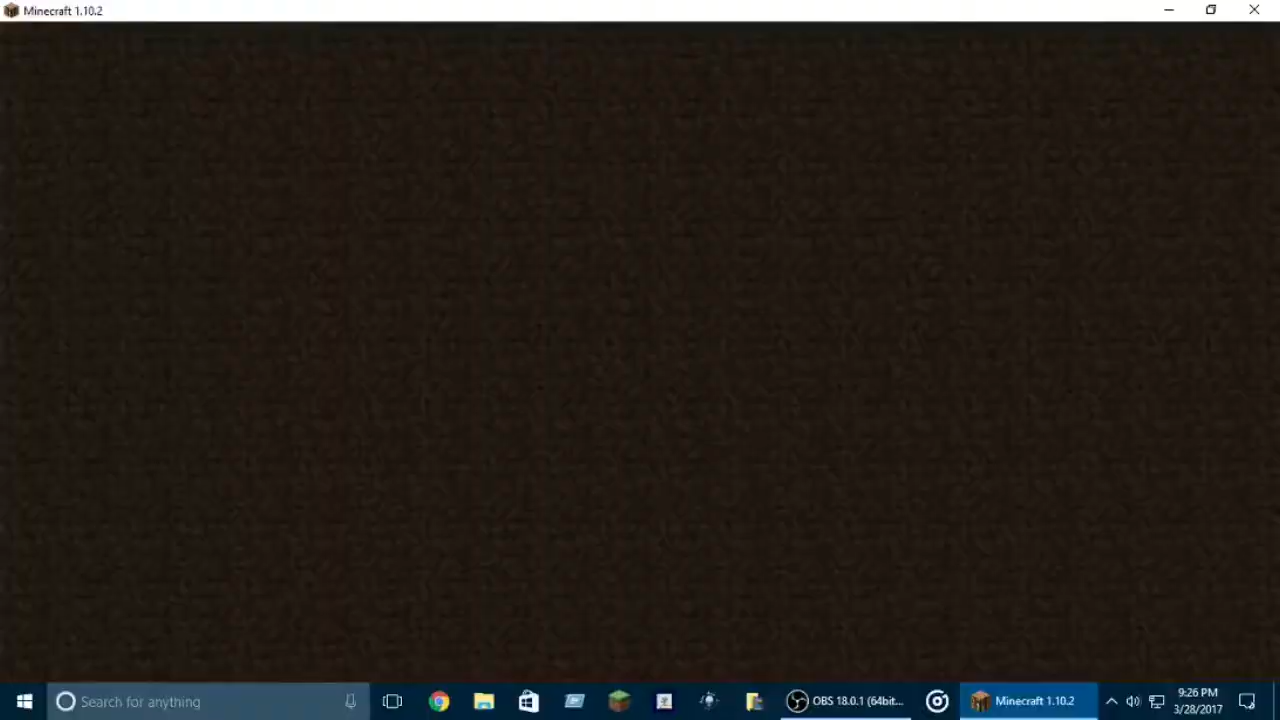 Minecraft 1.10.2
Search for anything
OBS 18.0.1 (64bit...
Minecraft 1.10.2
9:26 PM
3/28/2017